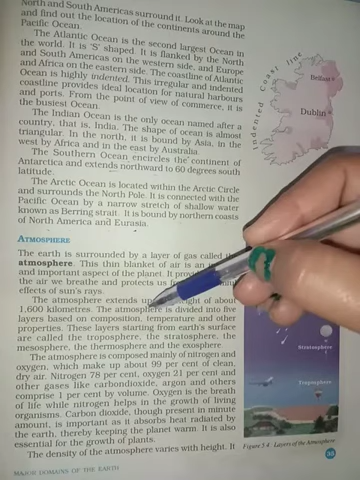 North and South Americas surround it. Look at the map
and find out the location of the continents around the
Pacific Ocean.
The Atlantic Ocean is the second largest Ocean in
the world. It is 'S' shaped. It is flanked by the North
and South Americas on the western side, and Europe
and Africa on the eastern side. The coastline of Atlantic
Ocean is highly indented. This irregular and indented
coastline provides ideal location for natural harbours
and ports. From the point of view of commerce, it is
the busiest Ocean.
The Indian Ocean is the only ocean named after a
country, that is, India. The shape of ocean is almost
triangular. In the north, it is bound by Asia, in the
west by Africa and in the east by Australia.
The Southern Ocean encircles the continent of
Antarctica and extends northward to 60 degrees south
latitude.
The Arctic Ocean is located within the Arctic Circle
and surrounds the North Pole. It is connected with the
Pacific Ocean by a narrow stretch of shallow water
known as Berring strait. It is bound by northern coasts
of North America and Eurasia.
ATMOSPHERE
The earth is surrounded by a layer of gas called the
atmosphere. This thin blanket of air is an
and important aspect of the planet. It
the air we breathe and protects us
effects of sun's rays.
The atmosphere extends up height of about
1,600 kilometres. The atmosphere is divided into five
layers based on composition, temperature and other
properties. These layers starting from earth's surface
are called the troposphere, the stratosphere, the
mesosphere, the thermosphere and the exosphere.
The atmosphere is composed mainly of nitrogen and
oxygen, which make up about 99 per cent of clean,
dry air. Nitrogen 78 per cent, oxygen 21 per cent and
other gases like carbondioxide, argon and others
comprise 1 per cent by volume. Oxygen is the breath
of life while nitrogen helps in the growth of living
organisms. Carbon dioxide, though present in minute
amount, is important as it absorbs heat radiated by
the earth, thereby keeping the planet warm. It is also
essential for the growth of plants.
The density of the atmosphere varies with height. It
MAJOR DOMAINS OF THE EARTH
Indented Coast line
Belfast
Dublin
Stratosphere
Troposphere
Figure 5.4 Layers of the Atmosphere
35